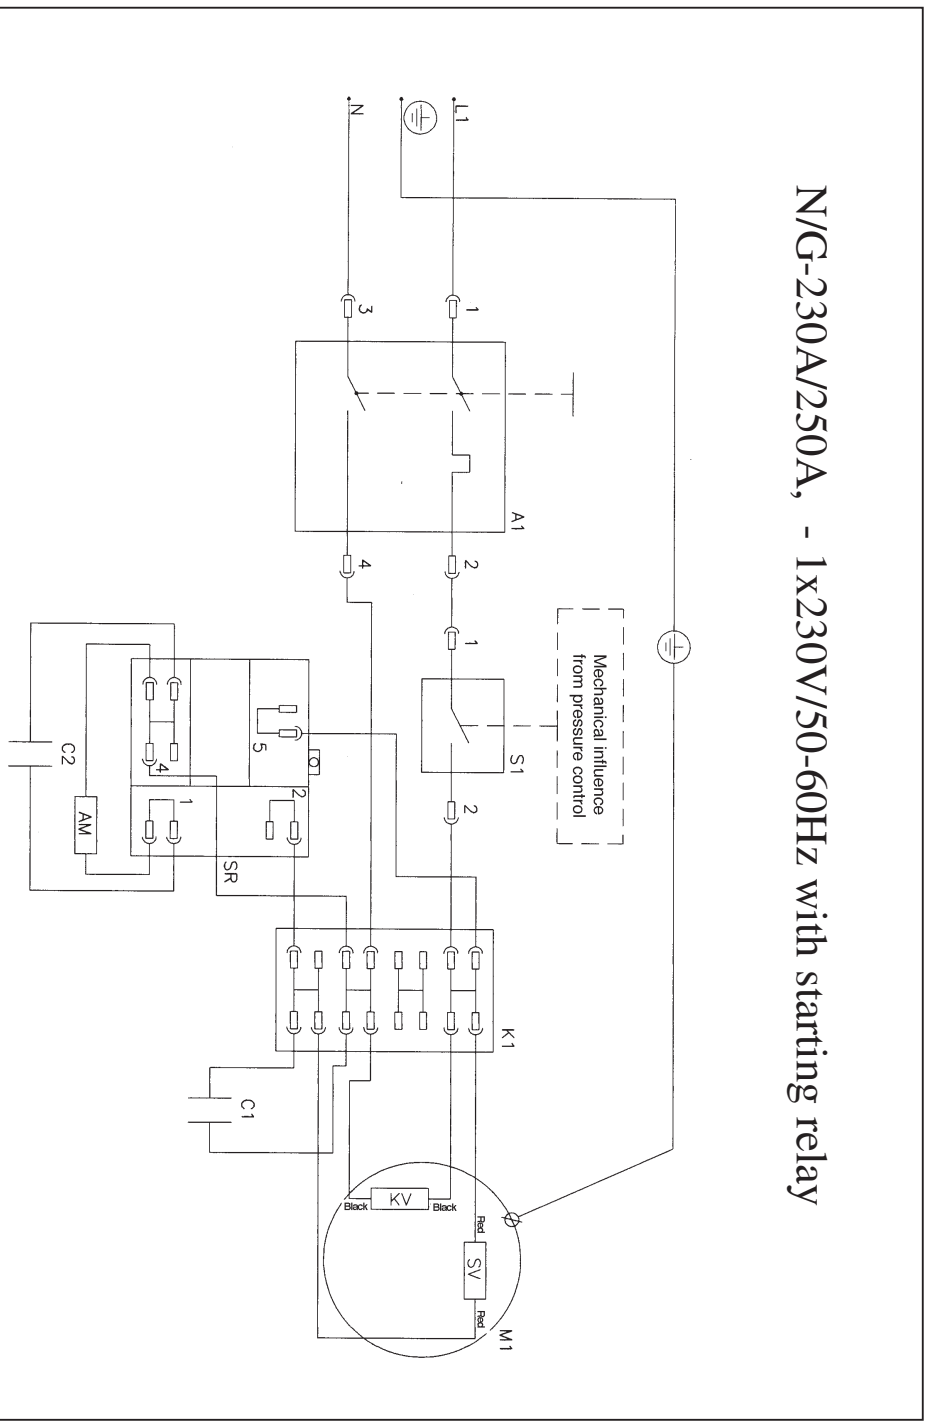 N/G-230A/250A, - 1x230V/50-60Hz with starting relay
Mechanical influence
from pressure control
L1
N
1
3
A1
2
4
1
S1
2
5
4
2
1
SR
C2
AM
K1
C1
KV
Black
Black
Red
SV
Red
M1